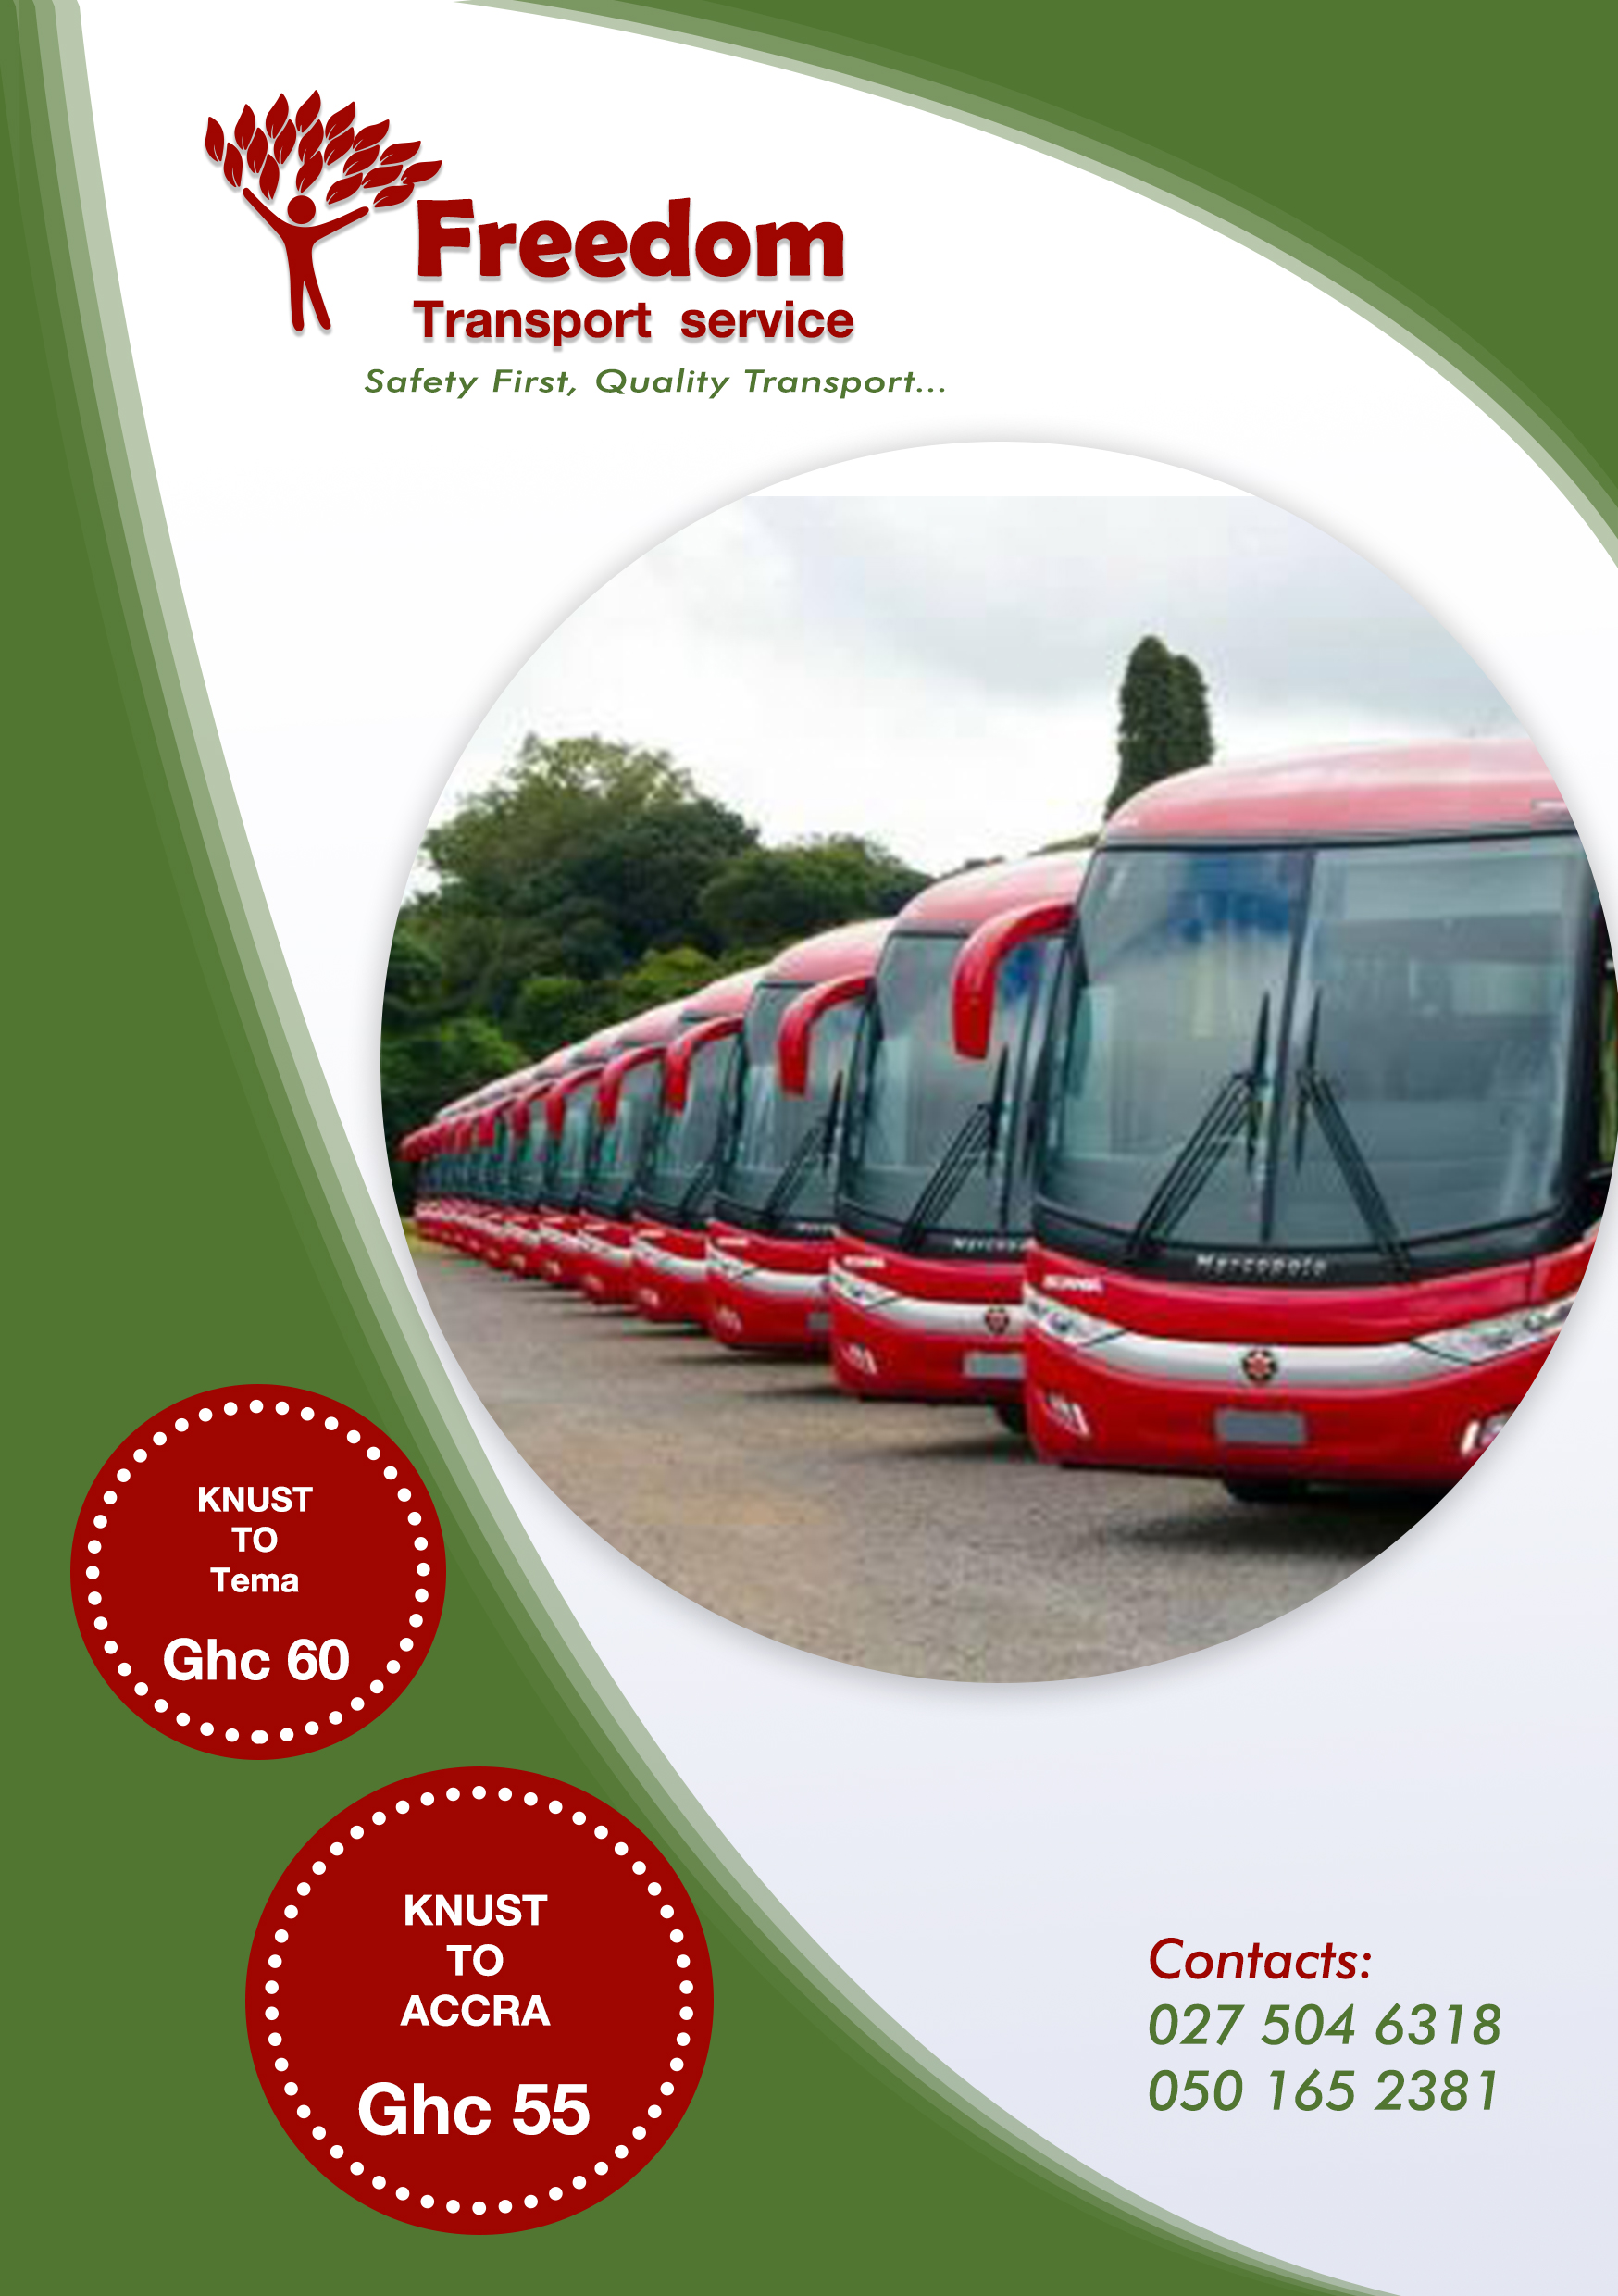 Freedom
Transport service
Safety First, Quality Transport...
Marcopolo
KNUST
TO
Tema
Ghc 60
KNUST
TO
ACCRA
Ghc 55
Contacts:
027 504 6318
050 165 2381